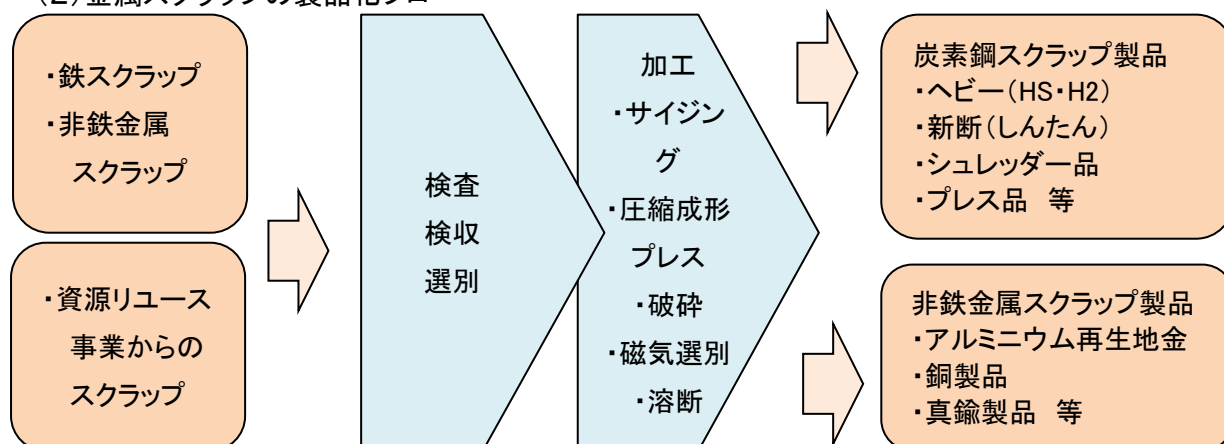 (2)金属スクラップの製品化フロー
・鉄スクラップ
・非鉄金属
スクラップ
・資源リユース
事業からの
スクラップ
検査
検収
選別
加工
・サイジン
グ
・圧縮成形
プレス
・破砕
・磁気選別
・溶断
炭素鋼スクラップ製品
・ヘビー(HS・H2)
・新断(しんたん)
・シュレッダー品
・プレス品 等
非鉄金属スクラップ製品
・アルミニウム再生地金
・銅製品
・真鍮製品 等